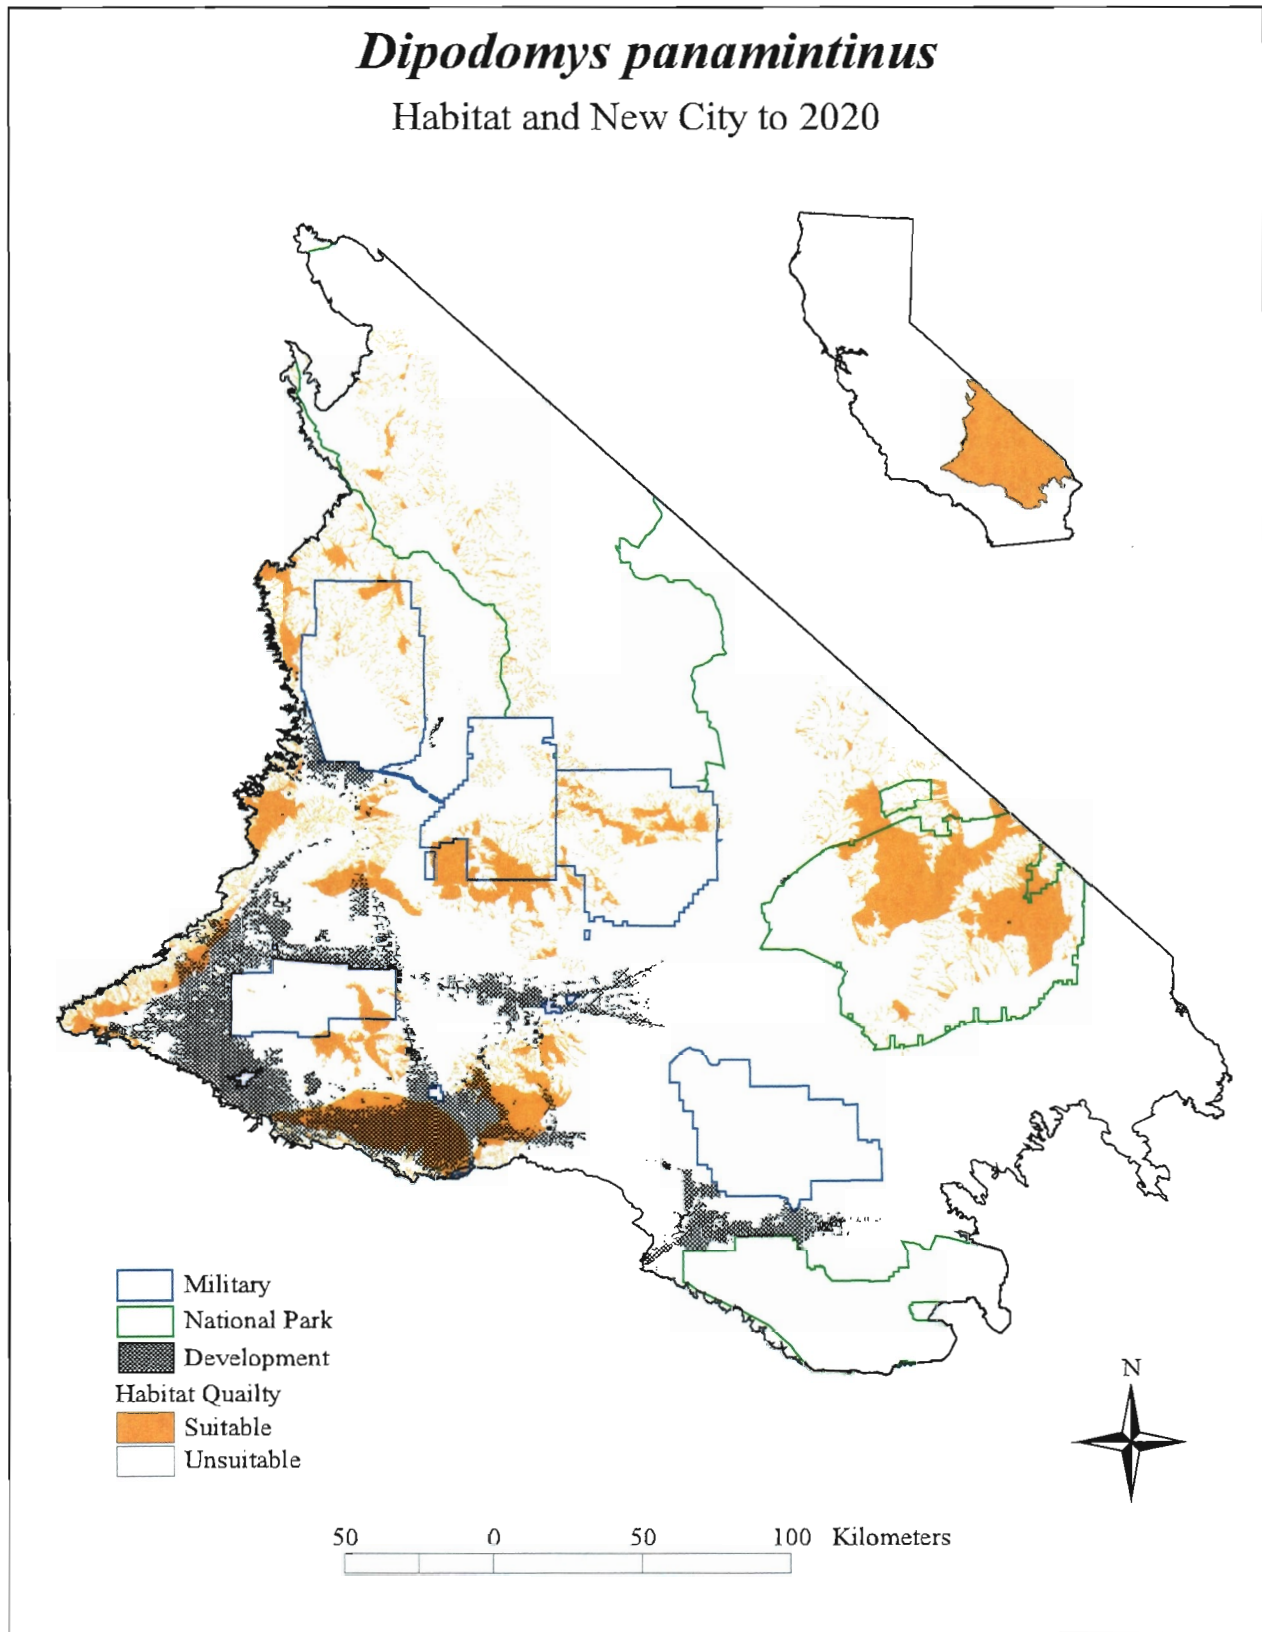 Dipodomys panamintinus
Habitat and New City to 2020
Military
National Park
Development
Habitat Quailty
Suitable
Unsuitable
N
50 0 50 100 Kilometers